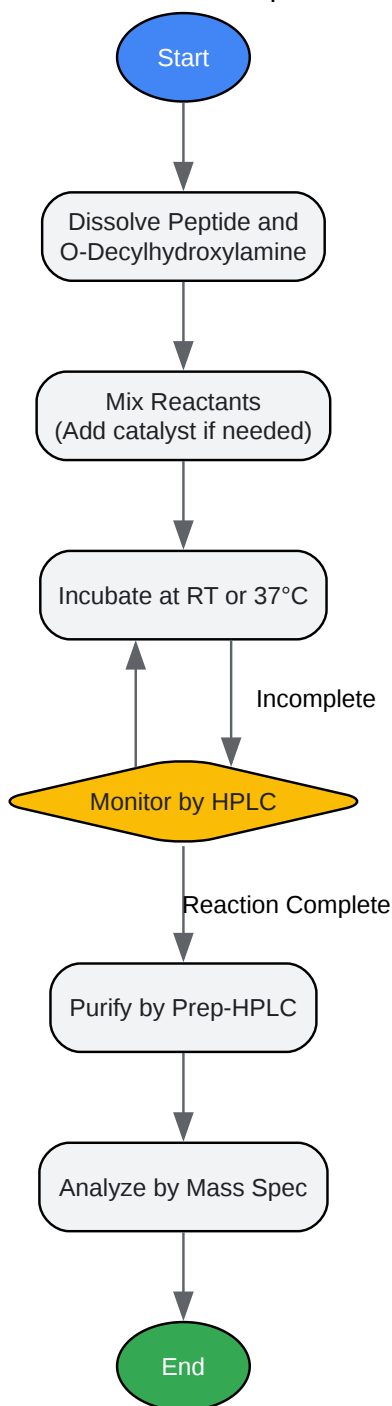 Start
Dissolve Peptide and
O-Decylhydroxylamine
Mix Reactants
(Add catalyst if needed)
Incubate at RT or 37°C
Incomplete
Monitor by HPLC
Reaction Complete
Purify by Prep-HPLC
Analyze by Mass Spec
End